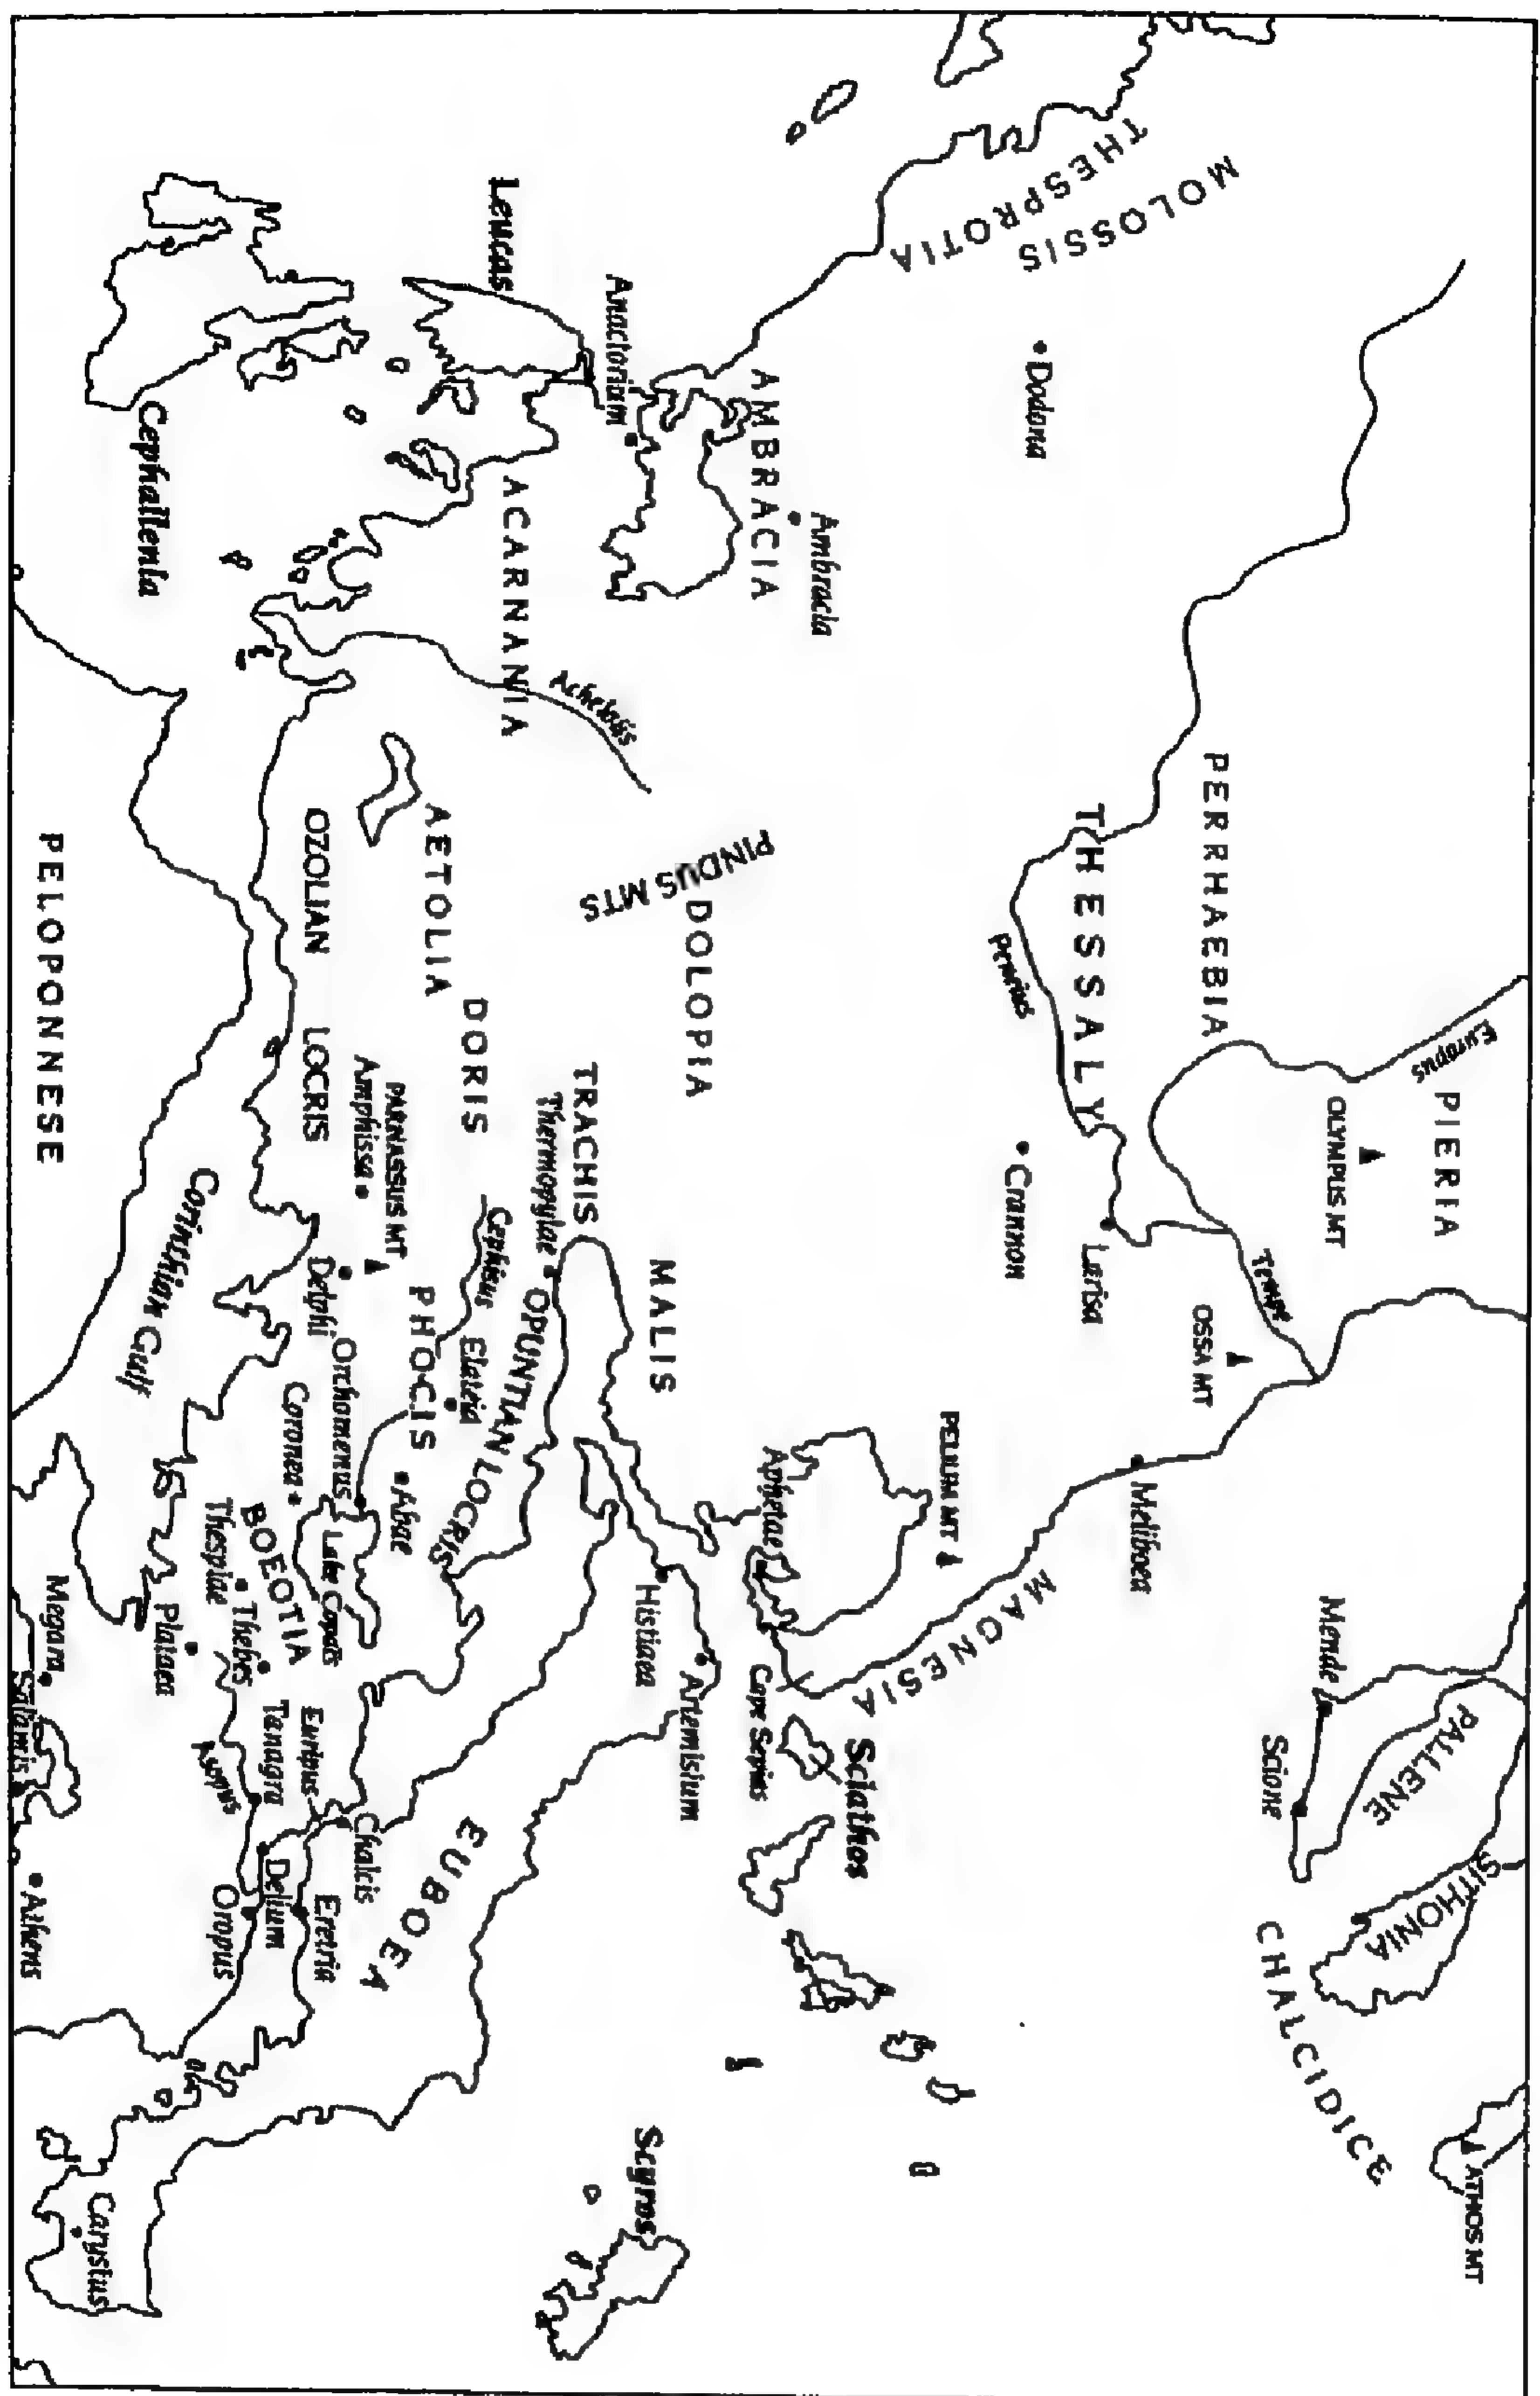 PIERIA
Europus
OLYMPUS MT
ATHOS MT
PALLENE
SITHONIA
Mende
Scione
CHALCIDICE
MOLOSSIS
THESPROTIA
PERRHAEBIA
Tempe
OSSA MT
THESSALY
Peneius
Larisa
Meliboea
Dodona
Crannon
PELIUM MT
MAGNESIA
AMBRACIA
Ambracia
PINDUS MTS
DOLOPIA
Aphetae
Cape Sepias
Sciathos
MALIS
Histiaea
Artemisium
Scyros
Leucas
Anactorium
ACARNANIA
Achelous
TRACHIS
Thermopylae
OPUNTIAN LOCRIS
DORIS
Cephisus
Elateia
AETOLIA
PHOCIS
PARNASSUS MT
Amphissa
Abae
EUBOEA
OZOLIAN LOCRIS
Delphi
Orchomenus
Coronea
Lake Copais
Euripus
Chalcis
Eretria
BOEOTIA
Thespiae
Thebes
Tanagra
Delium
Oropus
Asopus
Corinthian Gulf
Plataea
Cephallenia
PELOPONNESE
Megara
Salamis
Athens
Carystus